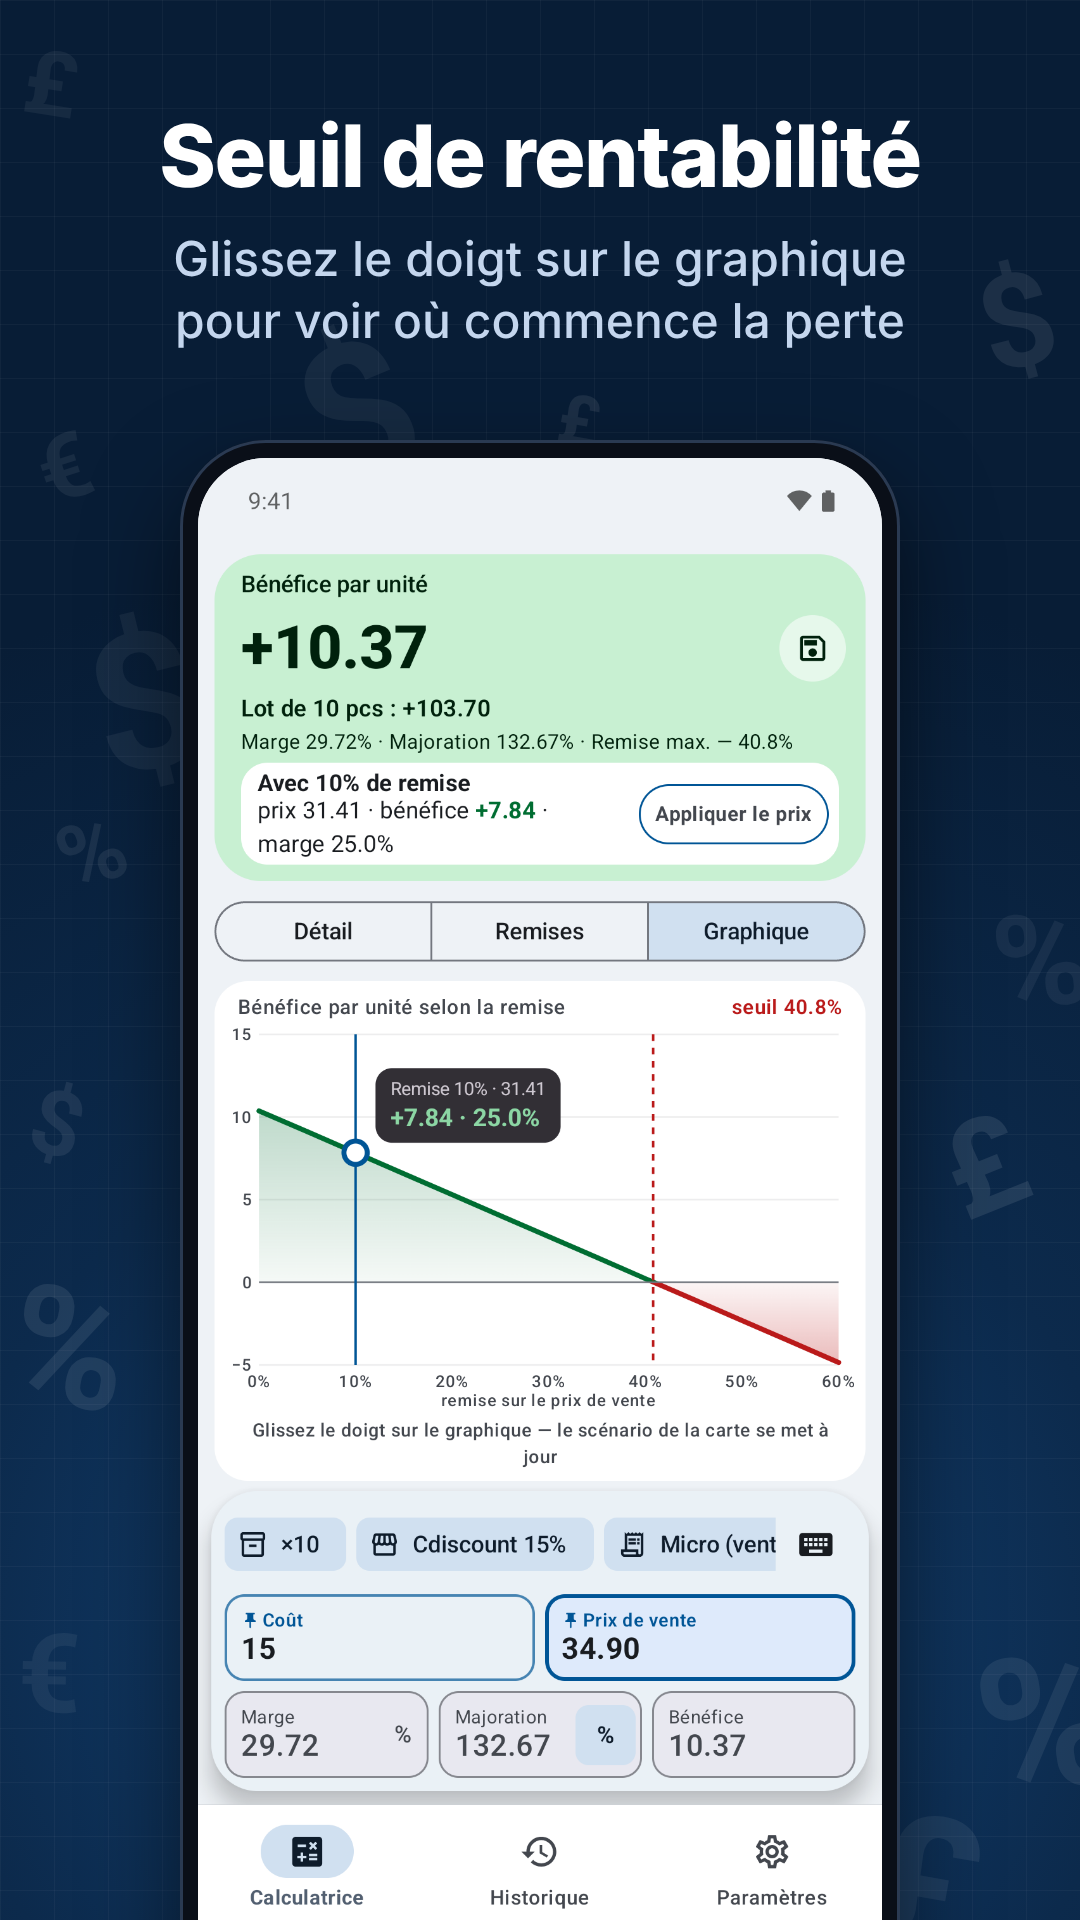 Seuil de rentabilité
Glissez le doigt sur le graphique
pour voir où commence la perte
9:41
Bénéfice par unité
+10.37
Lot de 10 pcs : +103.70
Marge 29.72% · Majoration 132.67% · Remise max. — 40.8%
Avec 10% de remise
prix 31.41 · bénéfice +7.84 ·
marge 25.0%
Appliquer le prix
Détail
Remises
Graphique
Bénéfice par unité selon la remise
seuil 40.8%
15
Remise 10% · 31.41
+7.84 · 25.0%
10
5
0
−5
0%
10%
20%
30%
40%
50%
60%
remise sur le prix de vente
Glissez le doigt sur le graphique — le scénario de la carte se met à
jour
×10
Cdiscount 15%
Micro (vent
Coût
15
Prix de vente
34.90
Marge
29.72
%
Majoration
132.67
%
Bénéfice
10.37
Calculatrice
Historique
Paramètres